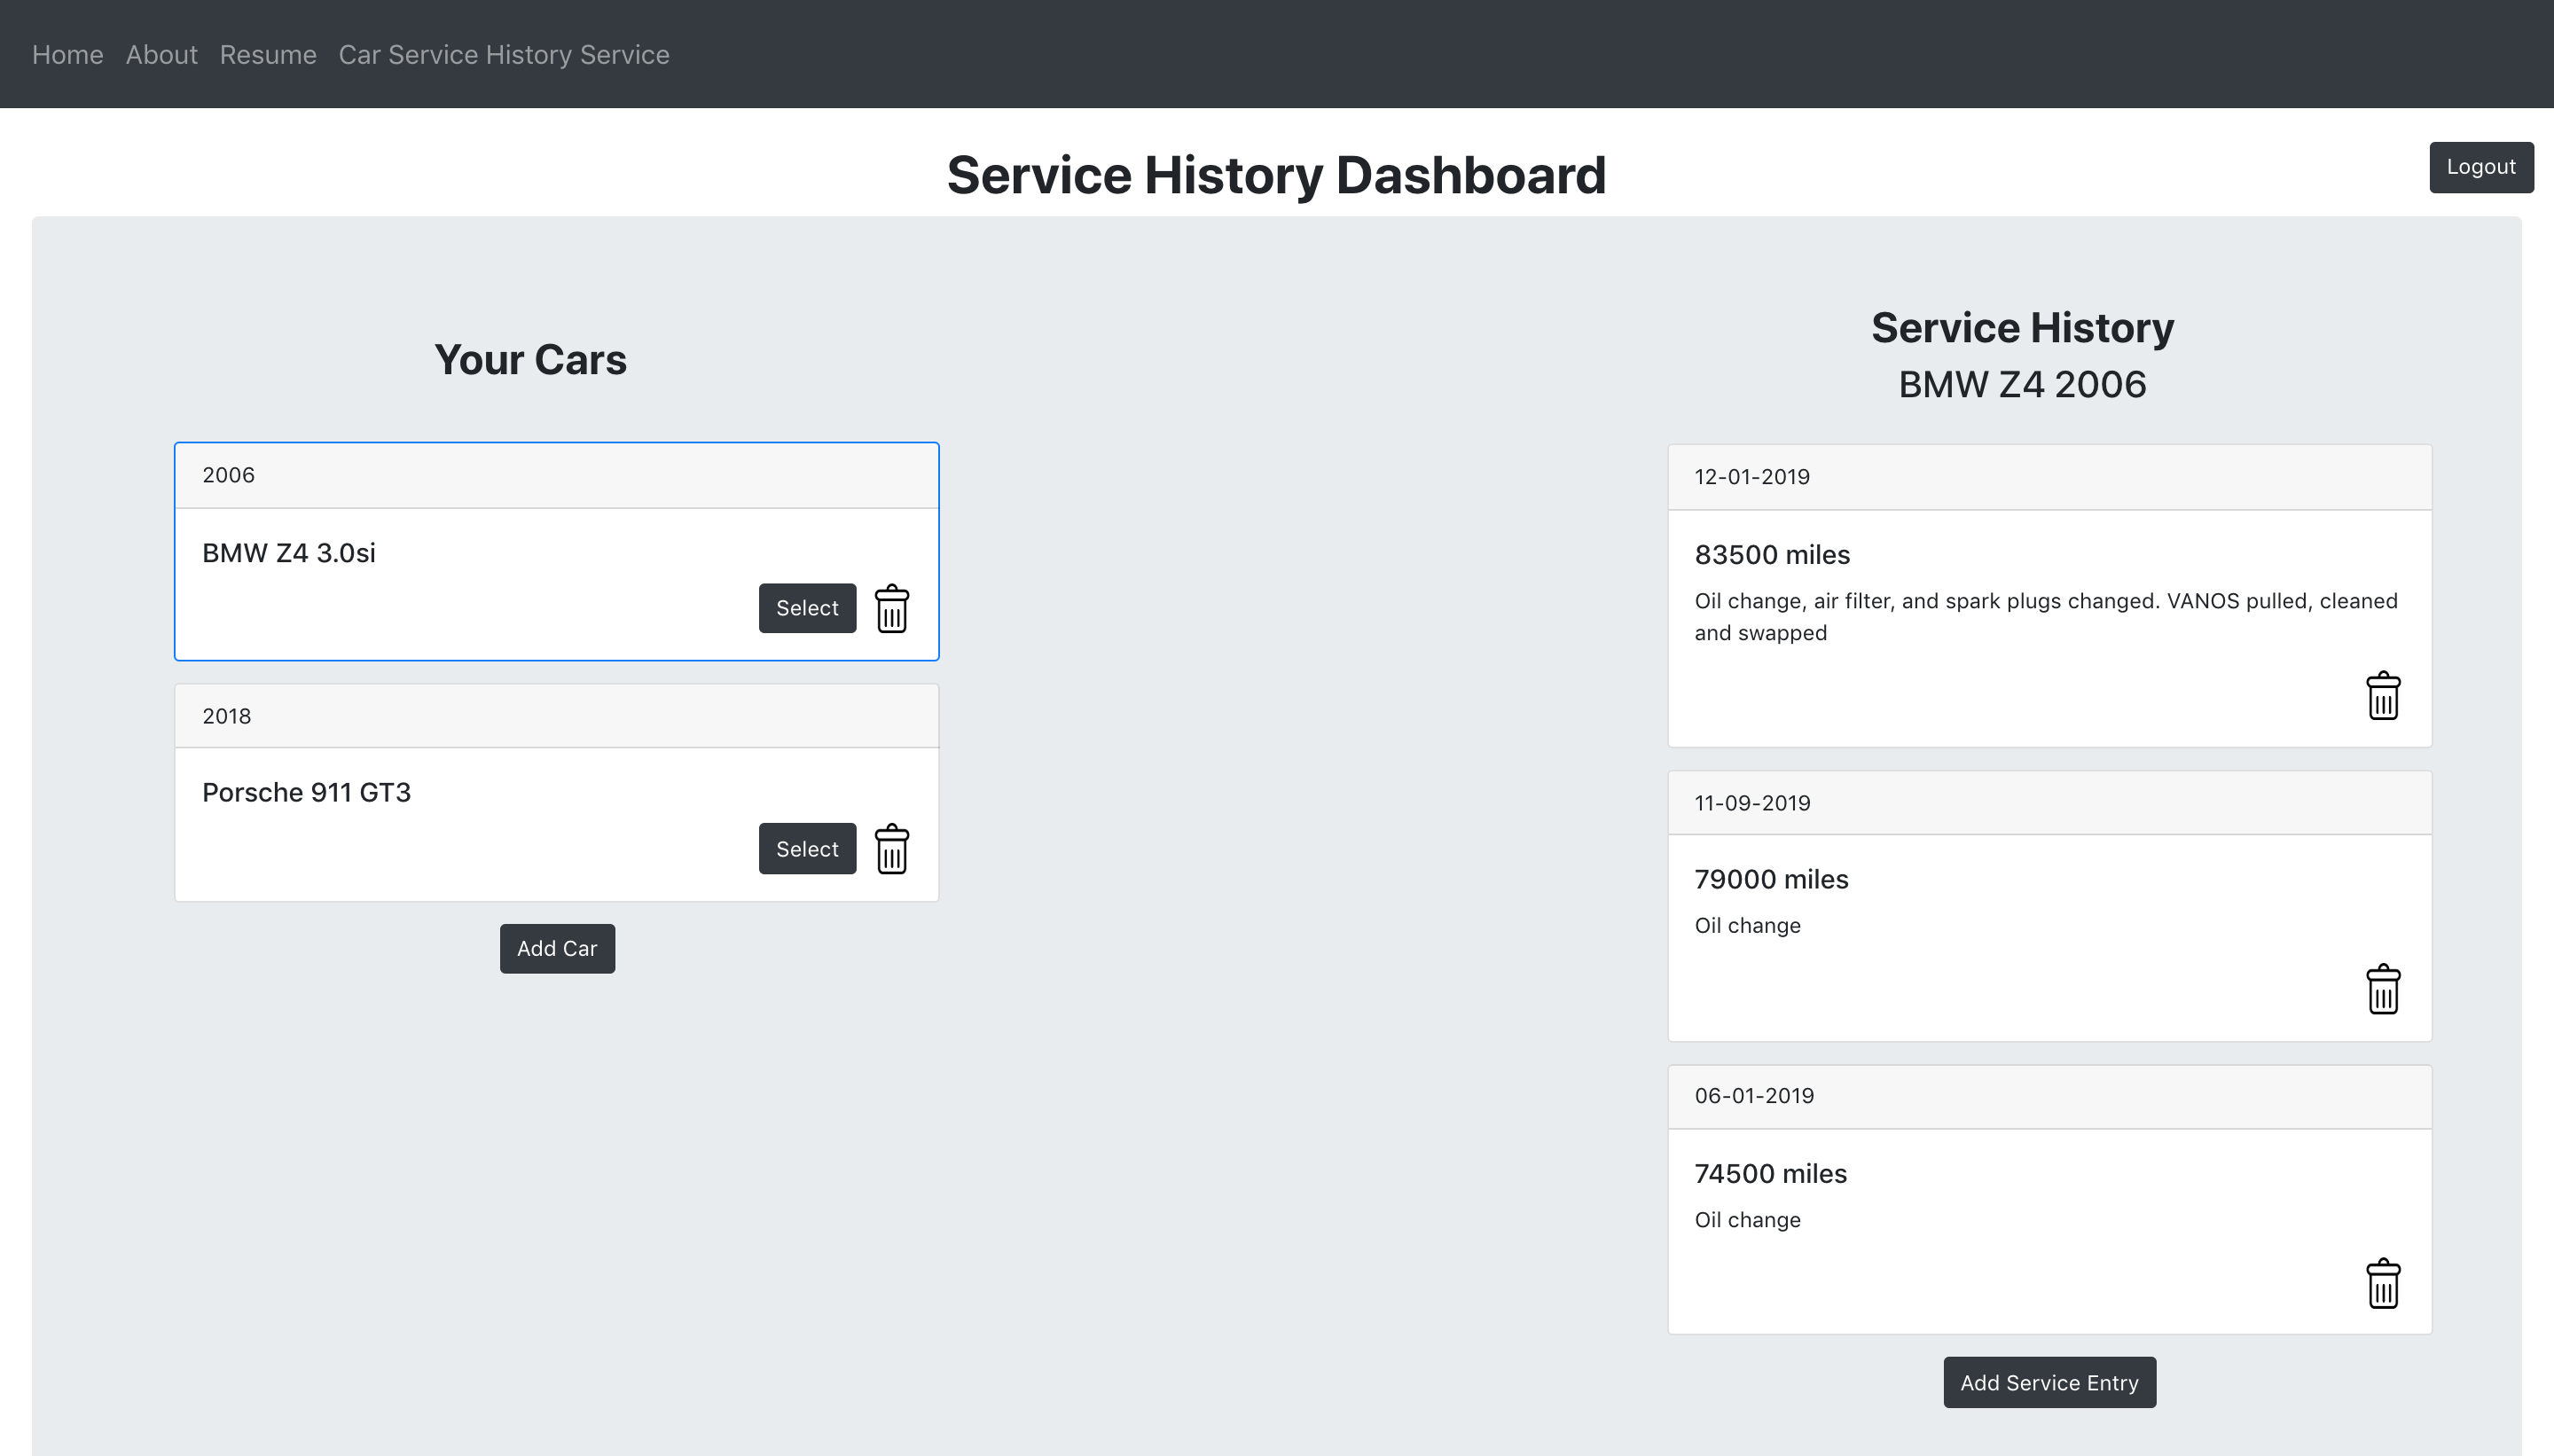 Home About Resume Car Service History Service
Service History Dashboard
Logout
Your Cars
2006
BMW Z4 3.0si
Select
2018
Porsche 911 GT3
Select
Add Car
Service History
BMW Z4 2006
12-01-2019
83500 miles
Oil change, air filter, and spark plugs changed. VANOS pulled, cleaned
and swapped
11-09-2019
79000 miles
Oil change
06-01-2019
74500 miles
Oil change
Add Service Entry